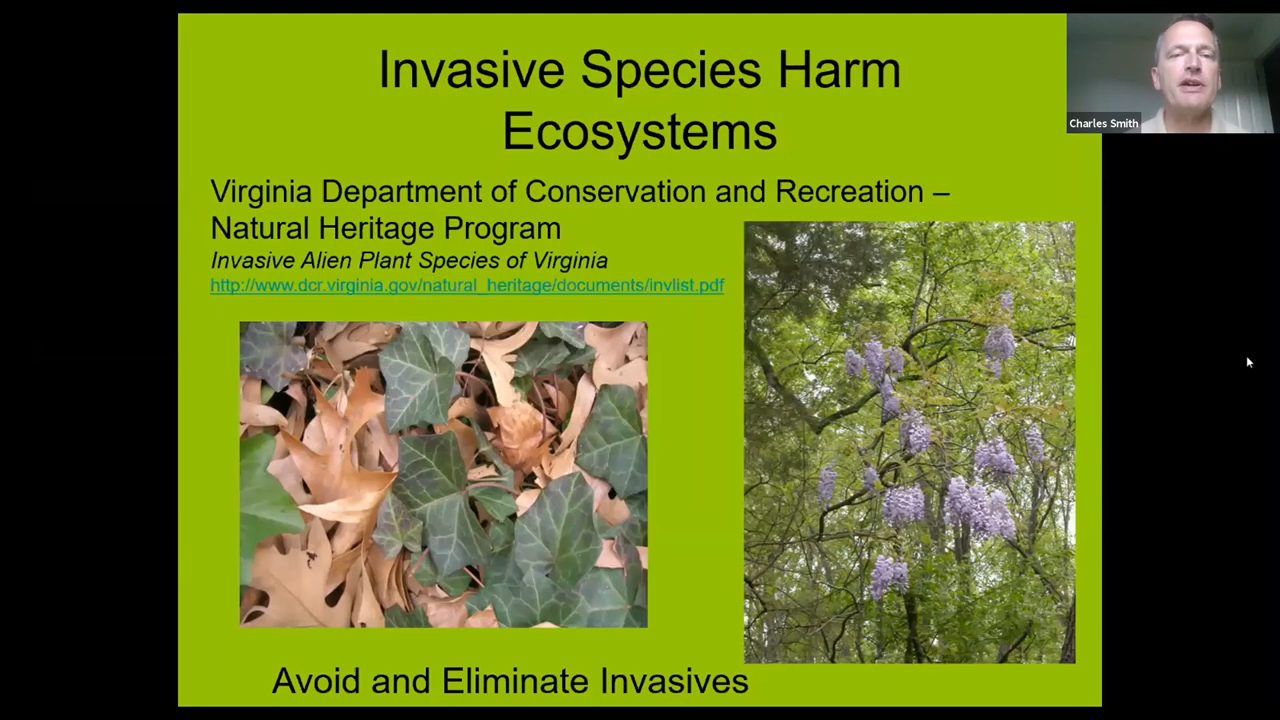 Invasive Species Harm
Ecosystems
Charles Smith
Virginia Department of Conservation and Recreation –
Natural Heritage Program
Invasive Alien Plant Species of Virginia
http://www.dcr.virginia.gov/natural_heritage/documents/invlist.pdf
Avoid and Eliminate Invasives